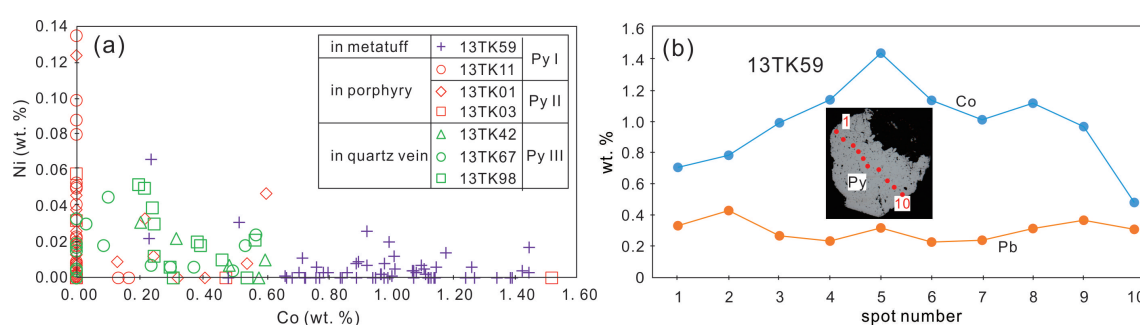 (a)
Ni (wt. %)
0.14
0.12
0.10
0.08
0.06
0.04
0.02
0.00
0.00 0.20 0.40 0.60 0.80 1.00 1.20 1.40 1.60
Co (wt. %)
in metatuff 13TK59 Py I
in porphyry 13TK11
13TK01 Py II
13TK03
in quartz vein 13TK42 Py III
13TK67
13TK98
(b)
13TK59
wt. %
1.6
1.4
1.2
1.0
0.8
0.6
0.4
0.2
0
Co
Pb
1
Py
10
1 2 3 4 5 6 7 8 9 10
spot number